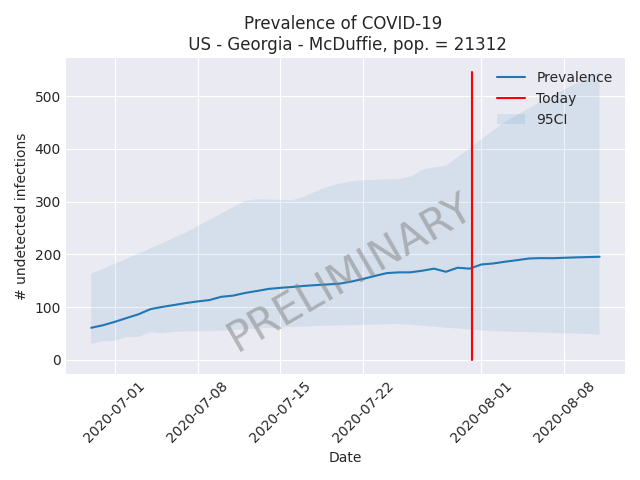 Prevalence of COVID-19
US - Georgia - McDuffie, pop. = 21312
Prevalence
Today
95CI
# undetected infections
500
400
300
200
100
0
PRELIMINARY
2020-07-01
2020-07-08
2020-07-15
2020-07-22
2020-08-01
2020-08-08
Date